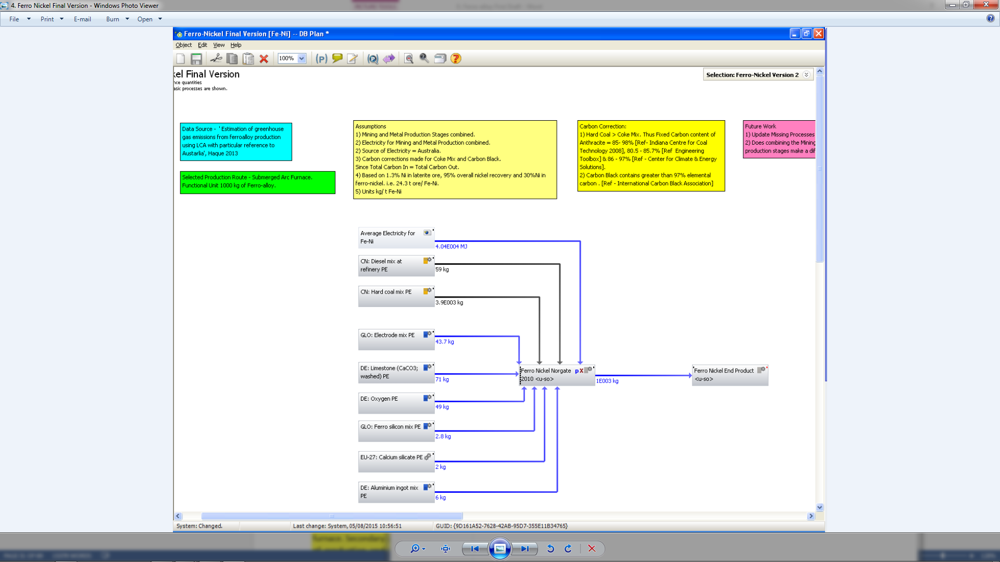 4. Ferro Nickel Final Version - Windows Photo Viewer
File Print E-mail Burn Open
Ferro-Nickel Final Version [Fe-Ni] -- DB Plan *
Object Edit View Help
100%
kel Final Version
nce quantities
asic processes are shown.
Selection: Ferro-Nickel Version 2
Data Source - ' Estimation of greenhouse
gas emissions from ferroalloy production
using LCA with particular reference to
Austarlia', Haque 2013
Selected Production Route - Submerged Arc Furnace.
Functional Unit 1000 kg of Ferro-alloy.
Assumptions
1) Mining and Metal Production Stages combined.
2) Electricity for Mining and Metal Production combined.
2) Source of Electricity = Australia.
3) Carbon corrections made for Coke Mix and Carbon Black.
Since Total Carbon In = Total Carbon Out.
4) Based on 1.3% Ni in laterite ore, 95% overall nickel recovery and 30%Ni in
ferro-nickel. i.e. 24.3 t ore/ Fe-Ni.
5) Units kg/ t Fe-Ni
Carbon Correction:
1) Hard Coal > Coke Mix. Thus Fixed Carbon content of
Anthracite = 85- 98% [Ref- Indiana Centre for Coal
Technology 2008], 80.5 - 85.7% [Ref Engineering
Toolbox] & 86 - 97% [Ref - Center for Climate & Energy
Solutions].
2) Carbon Black contains greater than 97% elemental
carbon . [Ref - International Carbon Black Association]
Future Work
1) Update Missing Processes
2) Does combining the Mining
production stages make a dif
Average Electricity for
Fe-Ni
4.04E004 MJ
CN: Diesel mix at
refinery PE
59 kg
CN: Hard coal mix PE
3.9E003 kg
GLO: Electrode mix PE
43.7 kg
DE: Limestone (CaCO3;
washed) PE
71 kg
Ferro Nickel Norgate pX
2010 <u-so>
1E003 kg
Ferro Nickel End Product
<u-so>
DE: Oxygen PE
49 kg
GLO: Ferro silicon mix PE
2.8 kg
EU-27: Calcium silicate PE
2 kg
DE: Aluminium ingot mix
PE
6 kg
System: Changed. Last change: System, 05/08/2015 10:56:51 GUID: {9D161A52-7628-42AB-95D7-355E11B34765}
furnace. Secondary